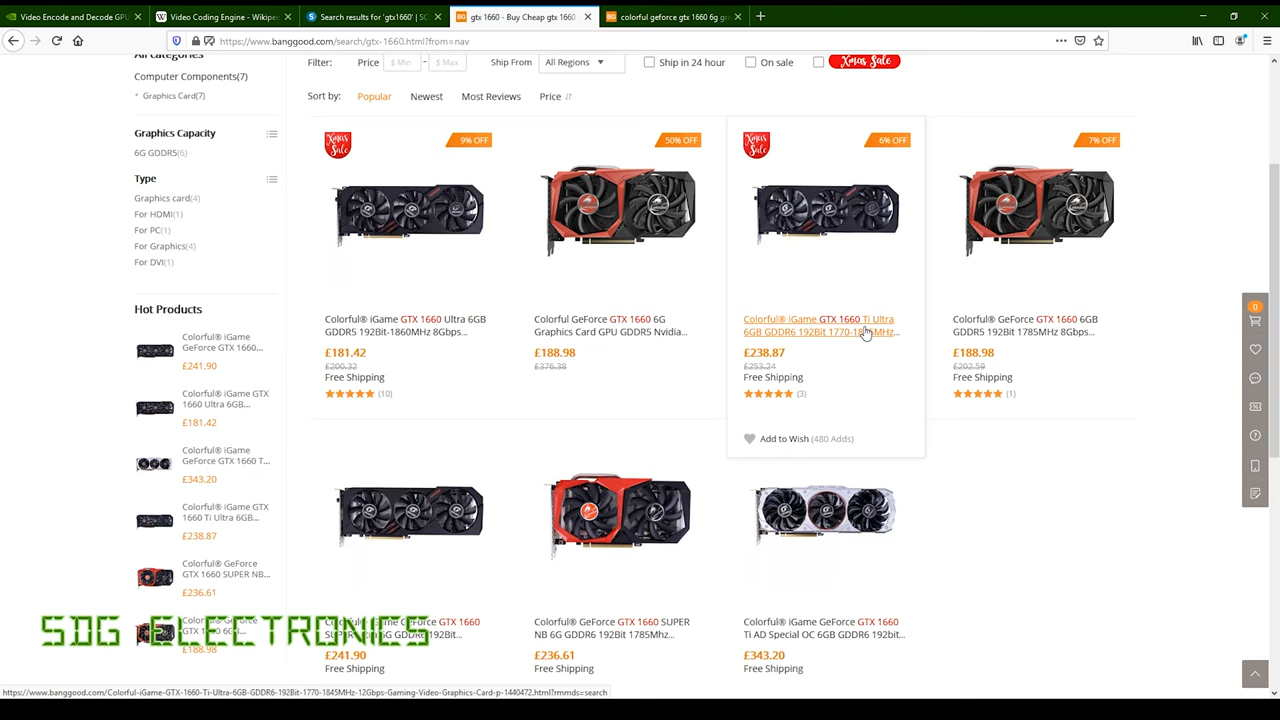 Video Encode and Decode GPU
Video Coding Engine - Wikipe
Search results for 'gtx1660' | SC
gtx 1660 - Buy Cheap gtx 1660
colorful geforce gtx 1660 6g gr
https://www.banggood.com/search/gtx-1660.html?from=nav
All Categories
Computer Components(7)
Graphics Card(7)
Graphics Capacity
6G GDDR5(6)
Type
Graphics card(4)
For HDMI(1)
For PC(1)
For Graphics(4)
For DVI(1)
Hot Products
Colorful® iGame
GeForce GTX 1660...
£241.90
Colorful® iGame GTX
1660 Ultra 6GB...
£181.42
Colorful® iGame
GeForce GTX 1660 T...
£343.20
Colorful® iGame GTX
1660 Ti Ultra 6GB...
£238.87
Colorful® GeForce
GTX 1660 SUPER NB...
£236.61
£188.98
Filter:
Price
$ Min
-
$ Max
Ship From
All Regions
Ship in 24 hour
On sale
Xmas Sale
Sort by:
Popular
Newest
Most Reviews
Price
Xmas
Sale
9% OFF
Colorful® iGame GTX 1660 Ultra 6GB
GDDR5 192Bit-1860MHz 8Gbps...
£181.42
£200.32
Free Shipping
(10)
50% OFF
Colorful GeForce GTX 1660 6G
Graphics Card GPU GDDR5 Nvidia...
£188.98
£376.38
Xmas
Sale
6% OFF
Colorful® iGame GTX 1660 Ti Ultra
6GB GDDR6 192Bit 1770-1845MHz...
£238.87
£253.24
Free Shipping
(3)
Add to Wish (480 Adds)
7% OFF
Colorful® GeForce GTX 1660 6GB
GDDR5 192Bit 1785MHz 8Gbps...
£188.98
£202.59
Free Shipping
(1)
Colorful® iGame GeForce GTX 1660
6G GDDR6 192Bit...
£241.90
Free Shipping
Colorful® GeForce GTX 1660 SUPER
NB 6G GDDR6 192Bit 1785Mhz...
£236.61
Free Shipping
Colorful® iGame GeForce GTX 1660
Ti AD Special OC 6GB GDDR6 192bit...
£343.20
Free Shipping
0
SDG ELECTRONICS
https://www.banggood.com/Colorful-iGame-GTX-1660-Ti-Ultra-6GB-GDDR6-192Bit-1770-1845MHz-12Gbps-Gaming-Video-Graphics-Card-p-1440472.html?rmmds=search